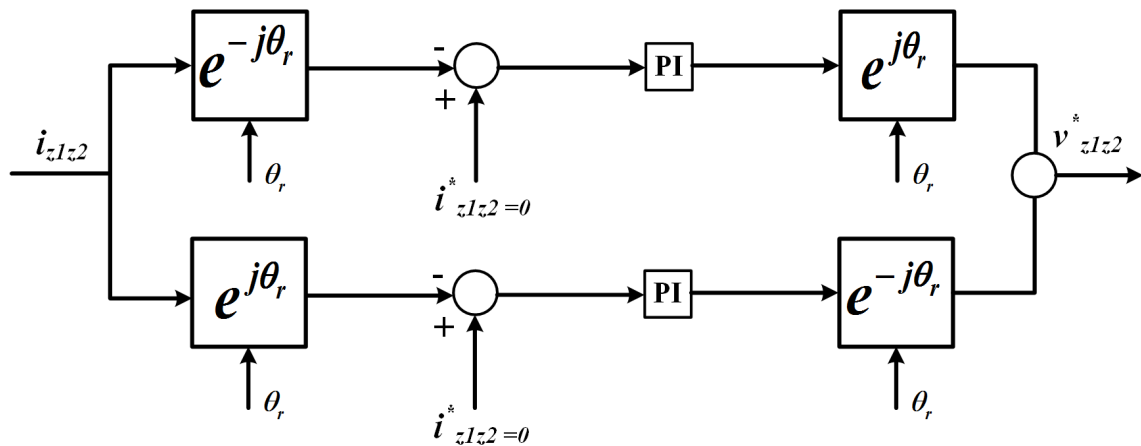 e^{-jθ_r}
-
PI
e^{jθ_r}
+
i_{z1z2}
θ_r
i^*_{z1z2=0}
θ_r
v^*_{z1z2}
e^{jθ_r}
-
PI
e^{-jθ_r}
+
θ_r
i^*_{z1z2=0}
θ_r